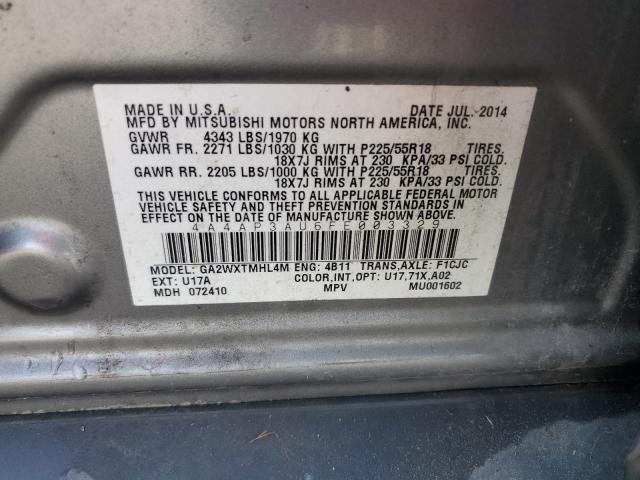 MADE IN U.S.A. DATE JUL. 2014
MFD BY MITSUBISHI MOTORS NORTH AMERICA, INC.
GVWR 4343 LBS/1970 KG
GAWR FR. 2271 LBS/1030 KG WITH P225/55R18 TIRES.
18X7J RIMS AT 230 KPA/33 PSI COLD.
GAWR RR. 2205 LBS/1000 KG WITH P225/55R18 TIRES.
18X7J RIMS AT 230 KPA/33 PSI COLD.
THIS VEHICLE CONFORMS TO ALL APPLICABLE FEDERAL MOTOR
VEHICLE SAFETY AND THEFT PREVENTION STANDARDS IN
EFFECT ON THE DATE OF MANUFACTURE SHOWN ABOVE.
4A4AP3AU6FE003329
MODEL: GA2WXTMHL4M ENG: 4B11 TRANS,AXLE: F1CJC
EXT: U17A COLOR,INT,OPT: U17,71X,A02
MDH 072410 MPV MU001602